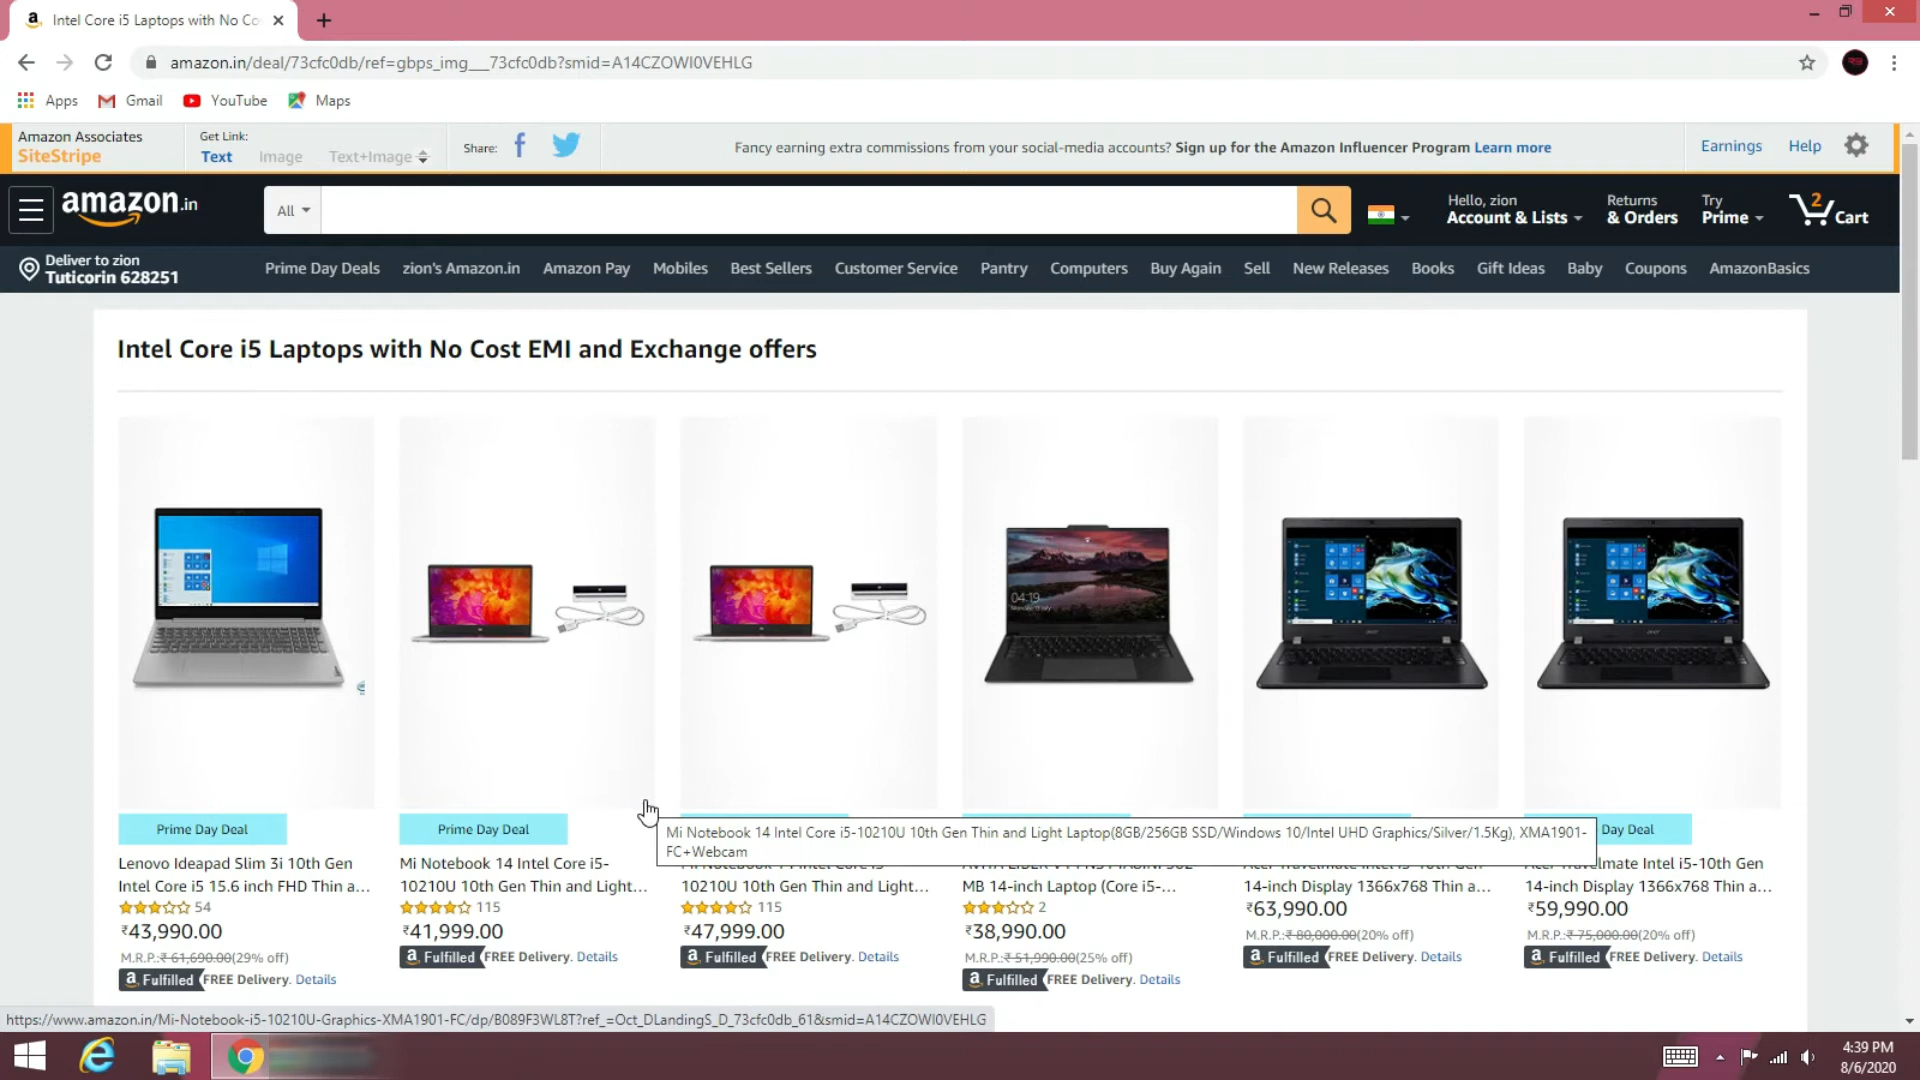 Intel Core i5 Laptops with No Co
amazon.in/deal/73cfc0db/ref=gbps_img___73cfc0db?smid=A14CZOWI0VEHLG
Apps Gmail YouTube Maps
Amazon Associates
SiteStripe
Get Link:
Text Image Text+Image
Share:
Fancy earning extra commissions from your social-media accounts? Sign up for the Amazon Influencer Program Learn more
Earnings Help
amazon.in
All
Hello, zion
Account & Lists
Returns
& Orders
Try
Prime
2
Cart
Deliver to zion
Tuticorin 628251
Prime Day Deals zion's Amazon.in Amazon Pay Mobiles Best Sellers Customer Service Pantry Computers Buy Again Sell New Releases Books Gift Ideas Baby Coupons AmazonBasics
Intel Core i5 Laptops with No Cost EMI and Exchange offers
04:19
Prime Day Deal
Lenovo Ideapad Slim 3i 10th Gen
Intel Core i5 15.6 inch FHD Thin a...
54
₹43,990.00
M.R.P.:₹ 61,690.00(29% off)
a Fulfilled FREE Delivery. Details
Prime Day Deal
Mi Notebook 14 Intel Core i5-
10210U 10th Gen Thin and Light...
115
₹41,999.00
a Fulfilled FREE Delivery. Details
Mi Notebook 14 Intel Core i5-10210U 10th Gen Thin and Light Laptop(8GB/256GB SSD/Windows 10/Intel UHD Graphics/Silver/1.5Kg), XMA1901-
FC+Webcam
10210U 10th Gen Thin and Light...
115
₹47,999.00
a Fulfilled FREE Delivery. Details
MB 14-inch Laptop (Core i5-...
2
₹38,990.00
M.R.P.:₹ 51,990.00(25% off)
a Fulfilled FREE Delivery. Details
14-inch Display 1366x768 Thin a...
₹63,990.00
M.R.P.:₹ 80,000.00(20% off)
a Fulfilled FREE Delivery. Details
Day Deal
elmate Intel i5-10th Gen
14-inch Display 1366x768 Thin a...
₹59,990.00
M.R.P.:₹ 75,000.00(20% off)
a Fulfilled FREE Delivery. Details
https://www.amazon.in/Mi-Notebook-i5-10210U-Graphics-XMA1901-FC/dp/B089F3WL8T?ref_=Oct_DLandingS_D_73cfc0db_61&smid=A14CZOWI0VEHLG
4:39 PM
8/6/2020